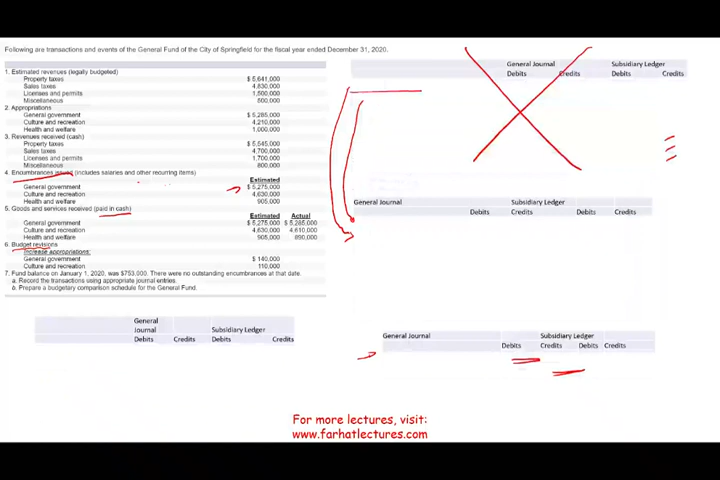 Following are transactions and events of the General Fund of the City of Springfield for the fiscal year ended December 31, 2020.
1. Estimated revenues (legally budgeted)
Property taxes $ 5,641,000
Sales taxes 4,830,000
Licenses and permits 1,500,000
Miscellaneous 800,000
2. Appropriations
General government $ 5,285,000
Culture and recreation 4,210,000
Health and welfare 1,000,000
3. Revenues received (cash)
Property taxes $ 5,545,000
Sales taxes 4,700,000
Licenses and permits 1,700,000
Miscellaneous 800,000
4. Encumbrances issued (includes salaries and other recurring items)
Estimated
General government $ 5,275,000
Culture and recreation 4,630,000
Health and welfare 905,000
5. Goods and services received (paid in cash)
Estimated Actual
General government $ 5,275,000 $ 5,265,000
Culture and recreation 4,630,000 4,610,000
Health and welfare 905,000 890,000
6. Budget revisions
Increase appropriations:
General government $ 140,000
Culture and recreation 110,000
7. Fund balance on January 1, 2020, was $753,000. There were no outstanding encumbrances at that date.
a. Record the transactions using appropriate journal entries.
b. Prepare a budgetary comparison schedule for the General Fund.
General Journal Subsidiary Ledger
Debits Credits Debits Credits
General Journal
Debits Credits Debits Credits
General Journal Subsidiary Ledger
Debits Credits Debits Credits
General
Journal Subsidiary Ledger
Debits Credits Debits Credits
For more lectures, visit:
www.farhatlectures.com